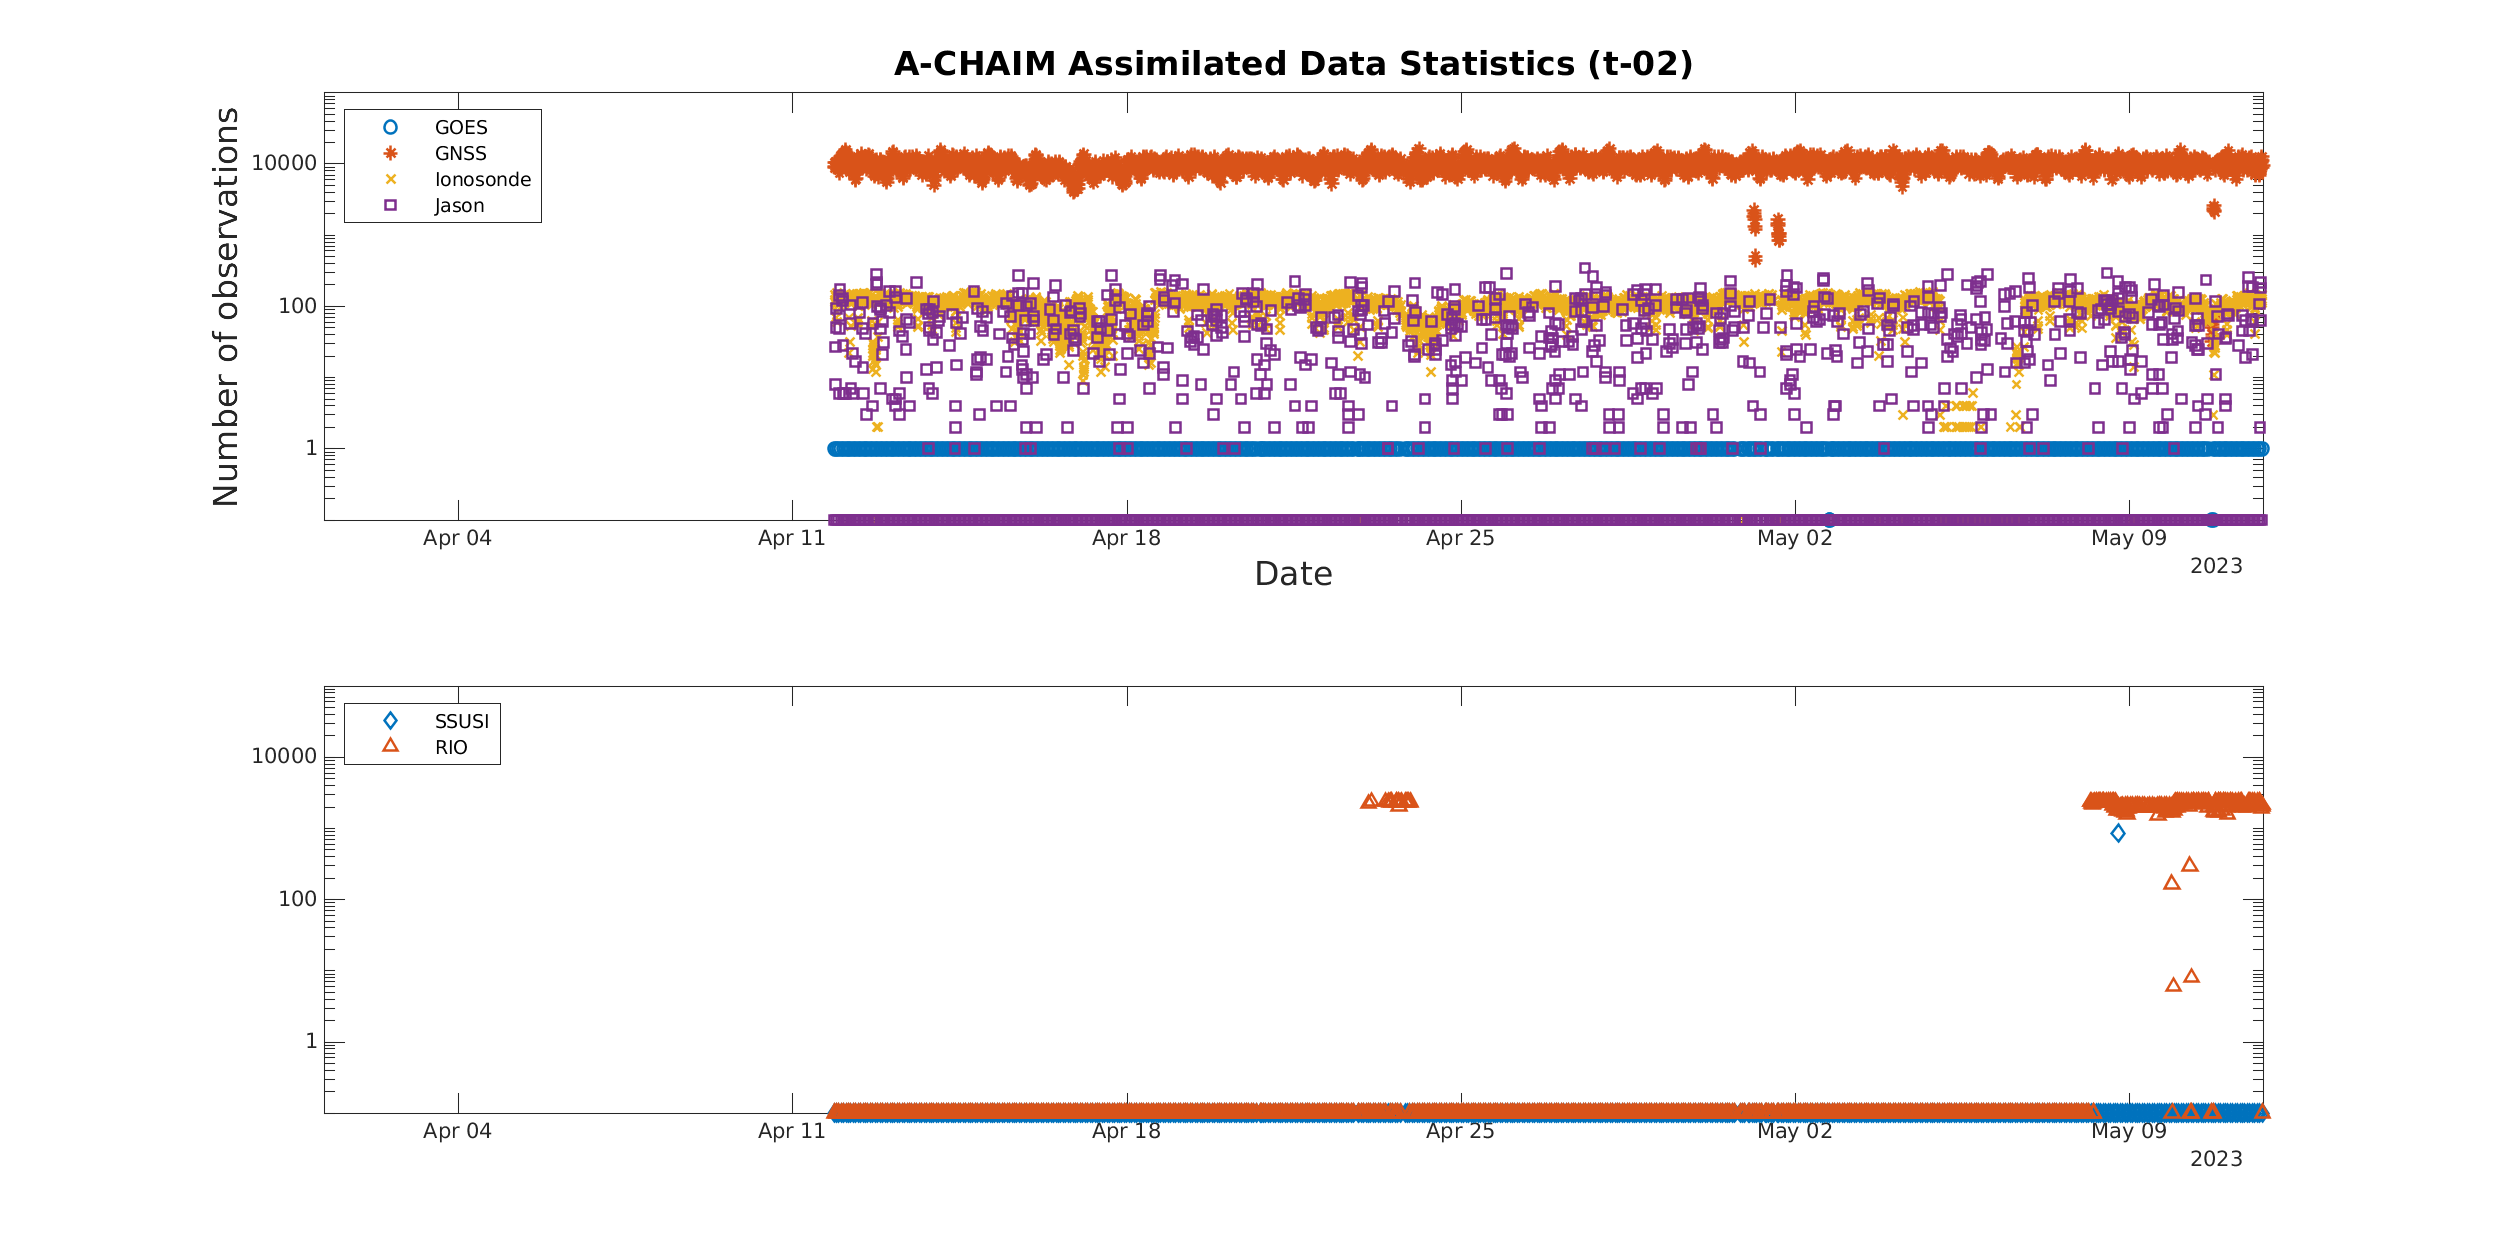 A-CHAIM Assimilated Data Statistics (t-02)
Number of observations
10000
100
1
GOES
GNSS
Ionosonde
Jason
Apr 04
Apr 11
Apr 18
Apr 25
May 02
May 09
2023
Date
10000
100
1
SSUSI
RIO
Apr 04
Apr 11
Apr 18
Apr 25
May 02
May 09
2023